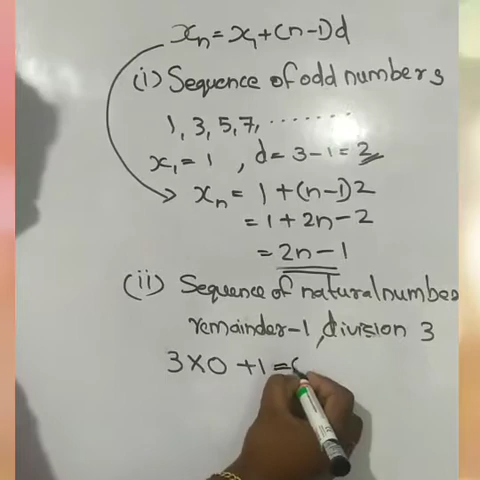 xₙ = x₁ + (n-1)d
(i) Sequence of odd numbers
1, 3, 5, 7, ........
x₁ = 1 , d = 3-1 = 2
xₙ = 1 + (n-1)2
= 1 + 2n - 2
= 2n - 1
(ii) Sequence of natural number
remainder-1, division 3
3 × 0 + 1 =